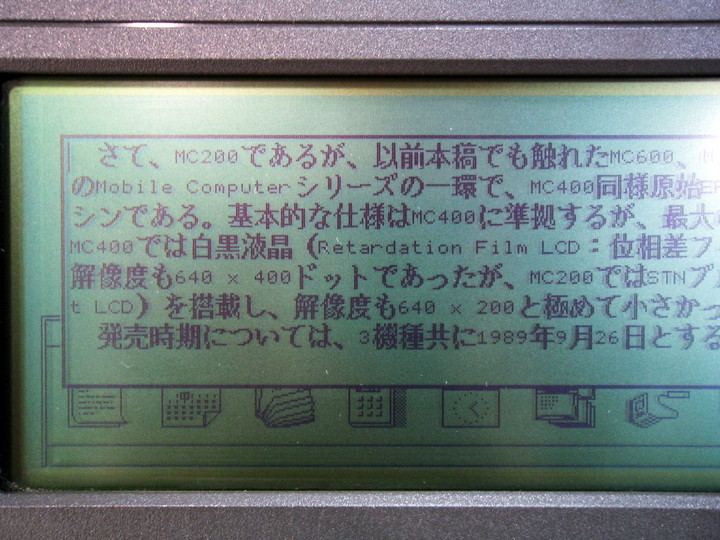 さて、MC200であるが、以前本稿でも触れたMC600、
のMobile Computerシリーズの一環で、MC400同様原始
シンである。基本的な仕様はMC400に準拠するが、最大
MC400では白黒液晶（Retardation Film LCD：位相差フ
解像度も640 x 400ドットであったが、MC200ではSTNブ
t LCD）を搭載し、解像度も640 x 200と極めて小さかっ
発売時期については、3機種共に1989年9月26日とする